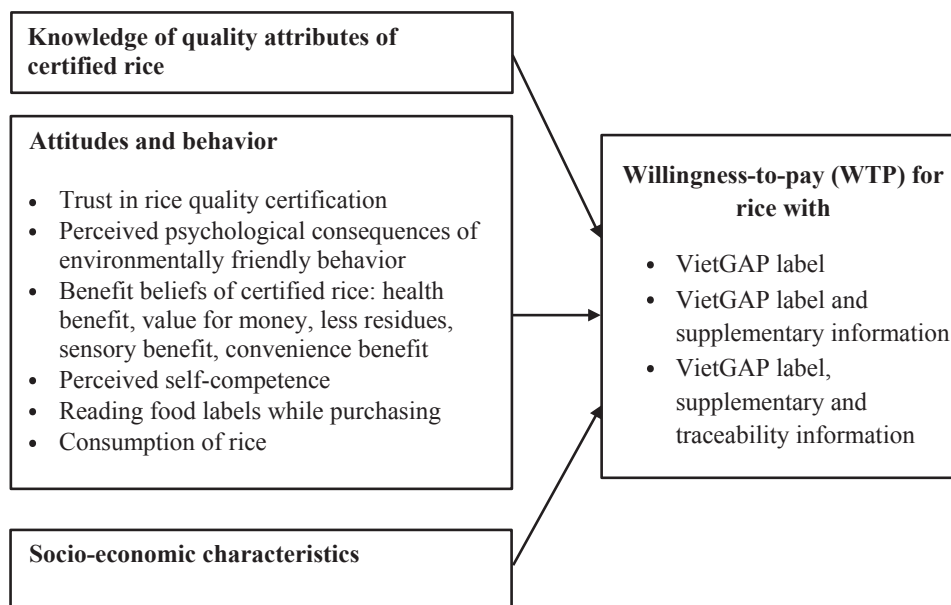 Knowledge of quality attributes of
certified rice
Attitudes and behavior
• Trust in rice quality certification
• Perceived psychological consequences of
environmentally friendly behavior
• Benefit beliefs of certified rice: health
benefit, value for money, less residues,
sensory benefit, convenience benefit
• Perceived self-competence
• Reading food labels while purchasing
• Consumption of rice
Socio-economic characteristics
Willingness-to-pay (WTP) for
rice with
• VietGAP label
• VietGAP label and
supplementary information
• VietGAP label,
supplementary and
traceability information